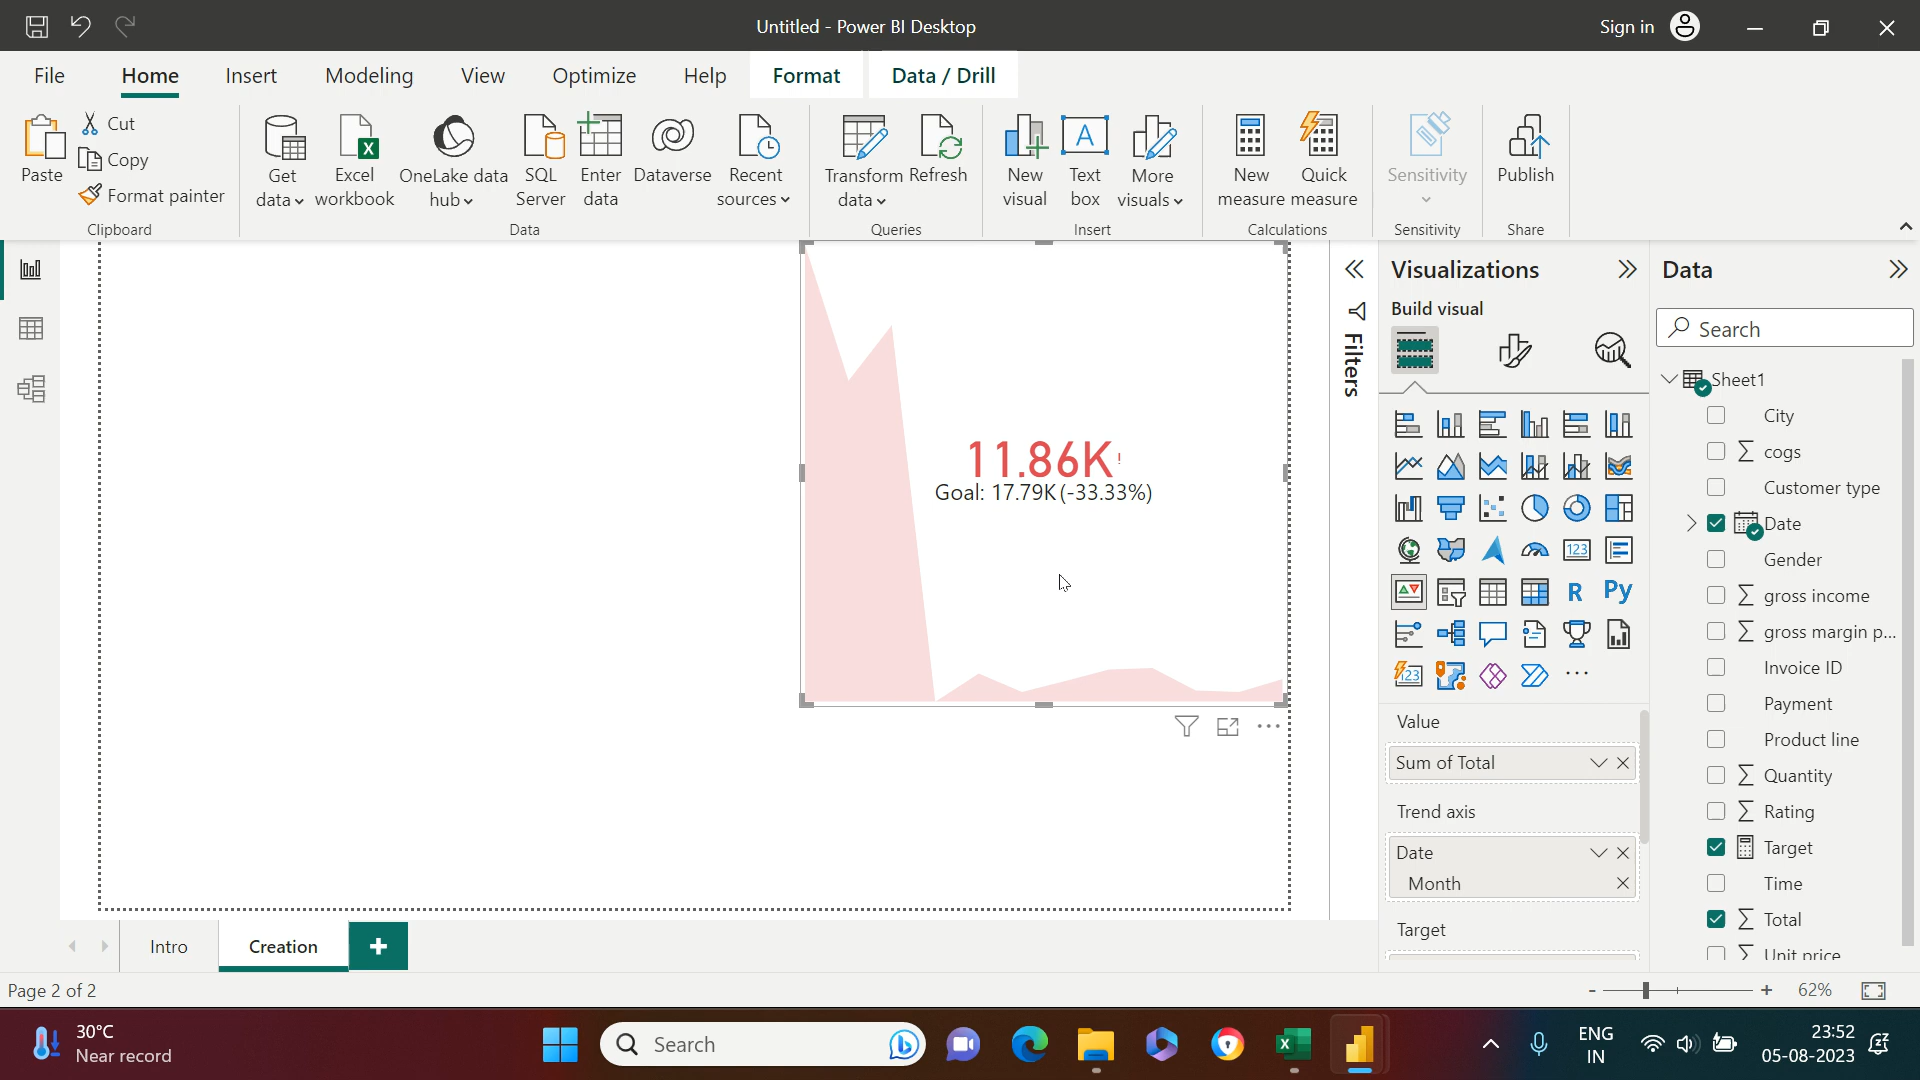 Untitled - Power BI Desktop
Sign in
File
Home
Insert
Modeling
View
Optimize
Help
Format
Data / Drill
Paste
Cut
Copy
Format painter
Clipboard
Get data
Excel workbook
OneLake data hub
SQL Server
Enter data
Dataverse
Recent sources
Data
Transform data
Refresh
Queries
New visual
Text box
More visuals
Insert
New measure
Quick measure
Calculations
Sensitivity
Sensitivity
Publish
Share
11.86K!
Goal: 17.79K (-33.33%)
Filters
Visualizations
Build visual
123
R
Py
123
Value
Sum of Total
Trend axis
Date
Month
Target
Data
Search
Sheet1
City
cogs
Customer type
Date
Gender
gross income
gross margin p...
Invoice ID
Payment
Product line
Quantity
Rating
Target
Time
Total
Unit price
Intro
Creation
Page 2 of 2
62%
30°C
Near record
Search
ENG
IN
23:52
05-08-2023